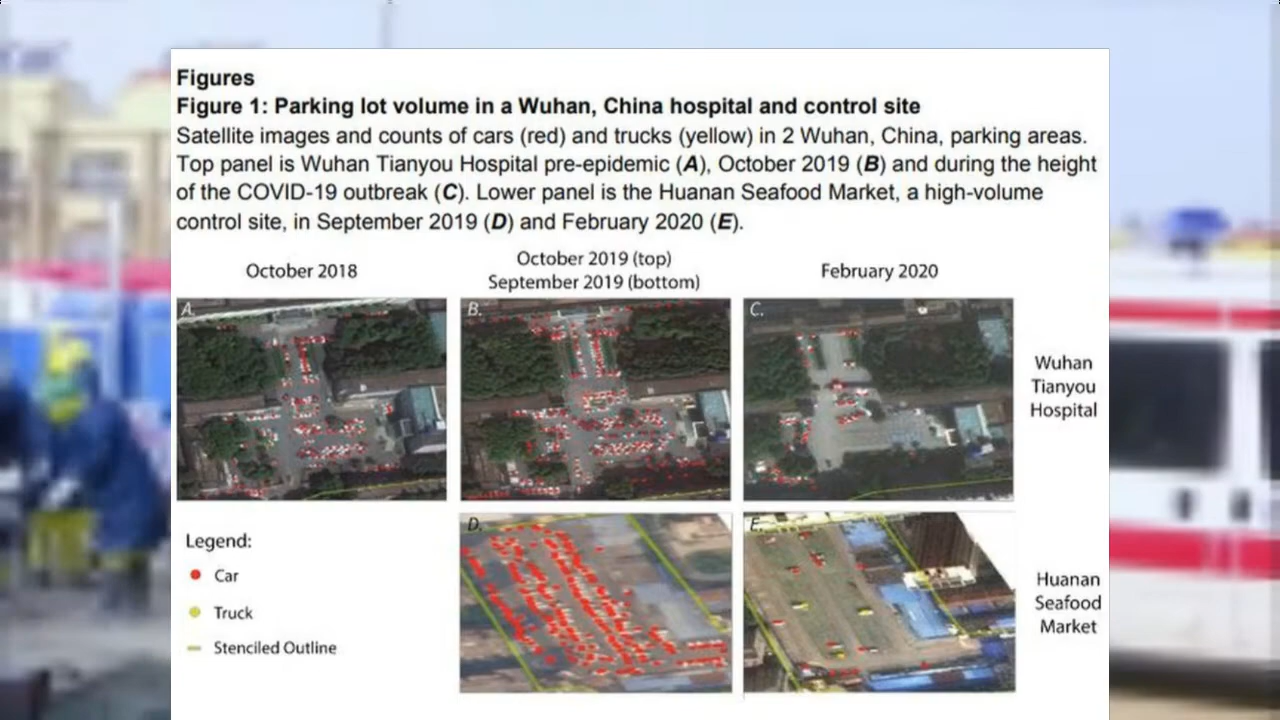 Figures
Figure 1: Parking lot volume in a Wuhan, China hospital and control site
Satellite images and counts of cars (red) and trucks (yellow) in 2 Wuhan, China, parking areas.
Top panel is Wuhan Tianyou Hospital pre-epidemic (A), October 2019 (B) and during the height
of the COVID-19 outbreak (C). Lower panel is the Huanan Seafood Market, a high-volume
control site, in September 2019 (D) and February 2020 (E).
October 2018
October 2019 (top)
September 2019 (bottom)
February 2020
A.
B.
C.
Wuhan
Tianyou
Hospital
D.
E.
Legend:
Car
Truck
Stenciled Outline
Huanan
Seafood
Market